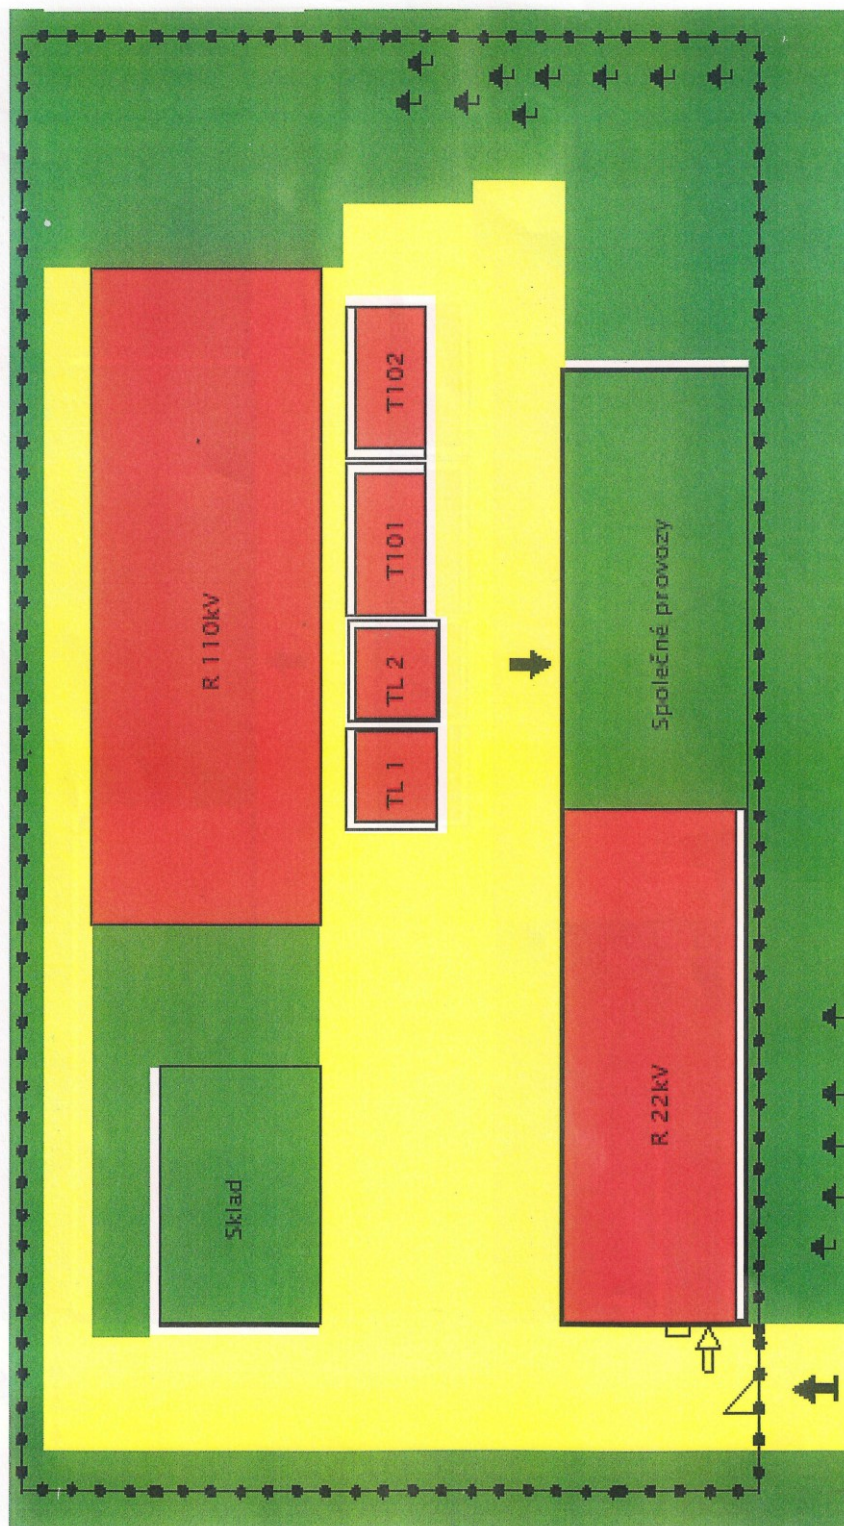 R 110kV
T102
T101
TL 2
TL 1
Společné provozy
R 22kV
Sklad